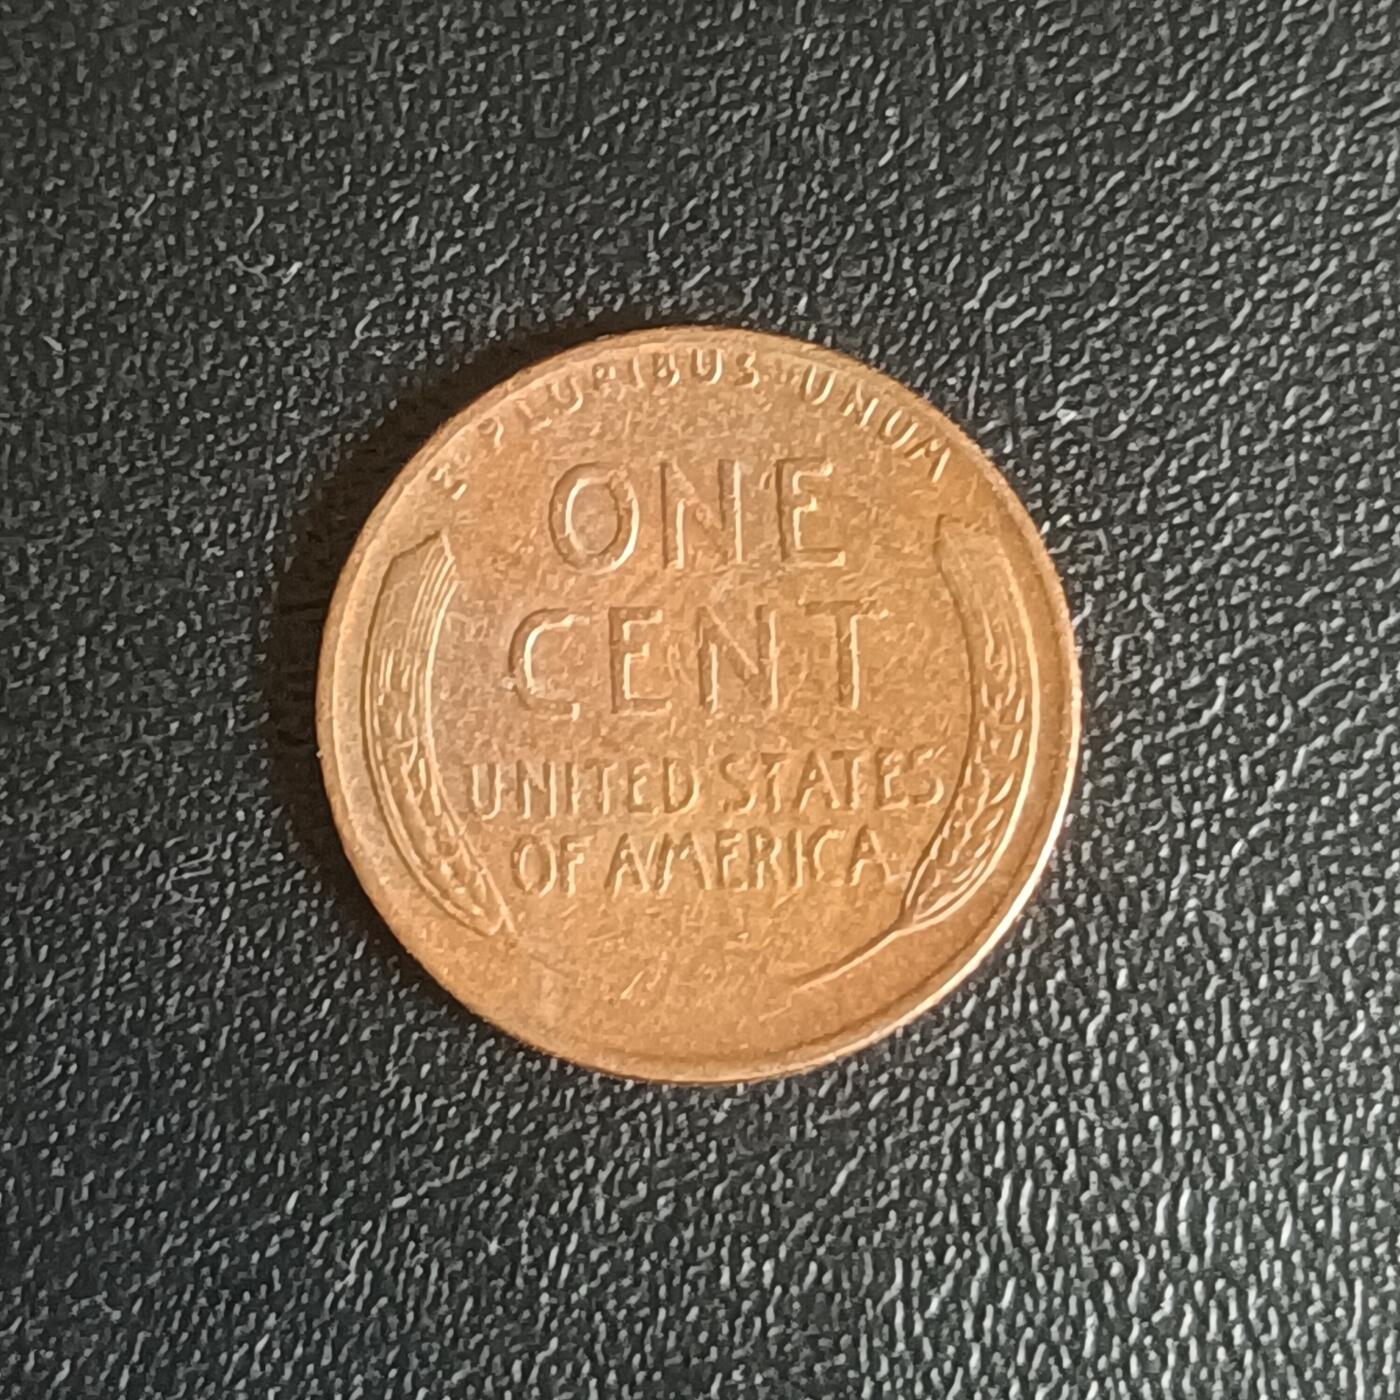 E·PLURIBUS·UNUM
ONE
CENT
UNITED STATES
OF AMERICA